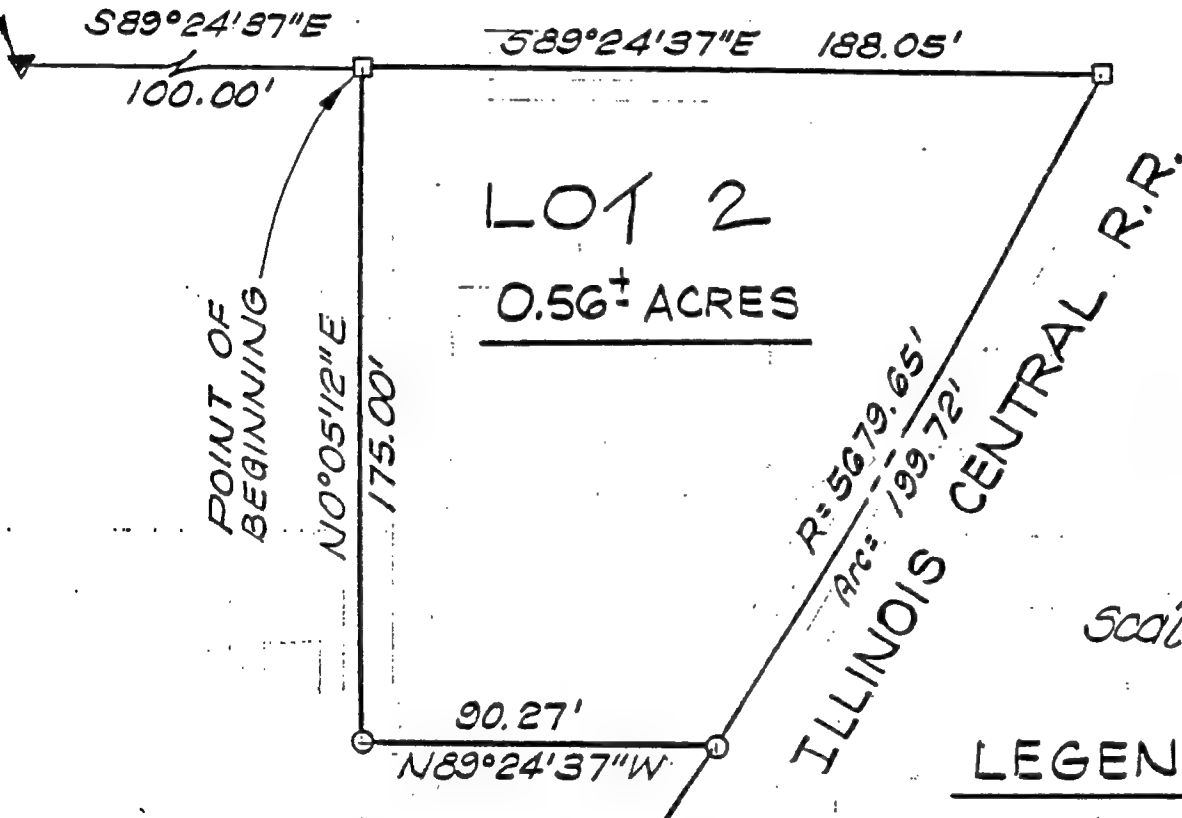 S89°24'37"E
100.00'
S89°24'37"E 188.05'
LOT 2
0.56± ACRES
POINT OF
BEGINNING
N0°05'12"E
175.00'
R=5679.65'
Arc= 199.72'
ILLINOIS CENTRAL R.R.
90.27'
N89°24'37"W
Scal
LEGEN